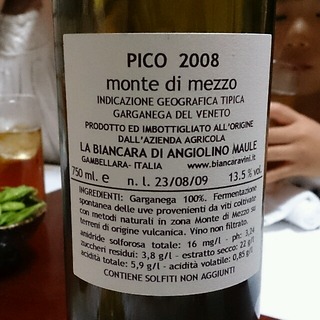 PICO 2008
monte di mezzo
INDICAZIONE GEOGRAFICA TIPICA
GARGANEGA DEL VENETO
PRODOTTO ED IMBOTTIGLIATO ALL'ORIGINE
DALL'AZIENDA AGRICOLA
LA BIANCARA DI ANGIOLINO MAULE
GAMBELLARA- ITALIA www.biancaravini.it
750 ml. e n. l. 23/08/09 13.5 % vol.
INGREDIENTI: Garganega 100%. Fermentazione
spontanea delle uve provenienti da viti coltivate
con metodi naturali in zona Monte di Mezzo su
terreni di origine vulcanica. Vino non filtrato.
anidride solforosa totale: 16 mg/l - ph: 3,24
zuccheri residui: 3,8 g/l - estratto secco: 22 g/l
acidità totale: 5,9 g/l - acidità volatile: 0,85 g/l
CONTIENE SOLFITI NON AGGIUNTI